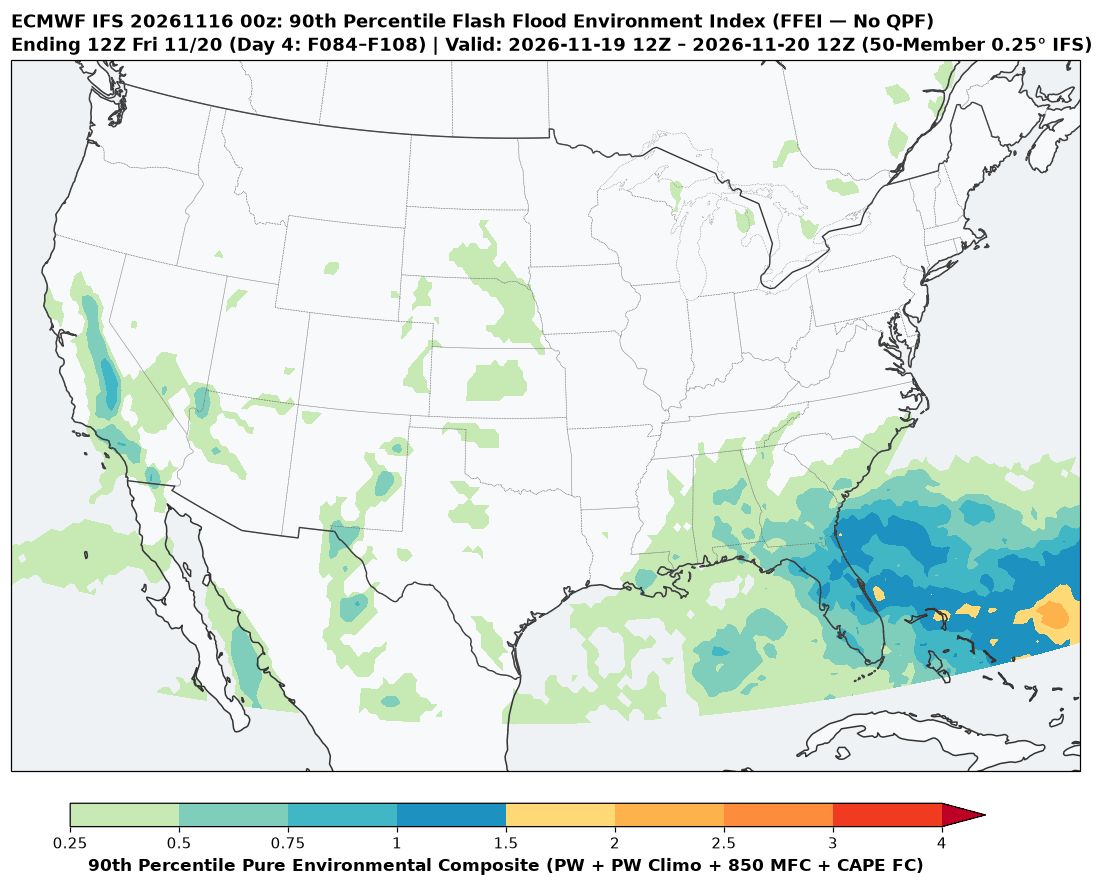 ECMWF IFS 20261116 00z: 90th Percentile Flash Flood Environment Index (FFEI — No QPF)
Ending 12Z Fri 11/20 (Day 4: F084–F108) | Valid: 2026-11-19 12Z – 2026-11-20 12Z (50-Member 0.25° IFS)
0.25 0.5 0.75 1 1.5 2 2.5 3 4
90th Percentile Pure Environmental Composite (PW + PW Climo + 850 MFC + CAPE FC)